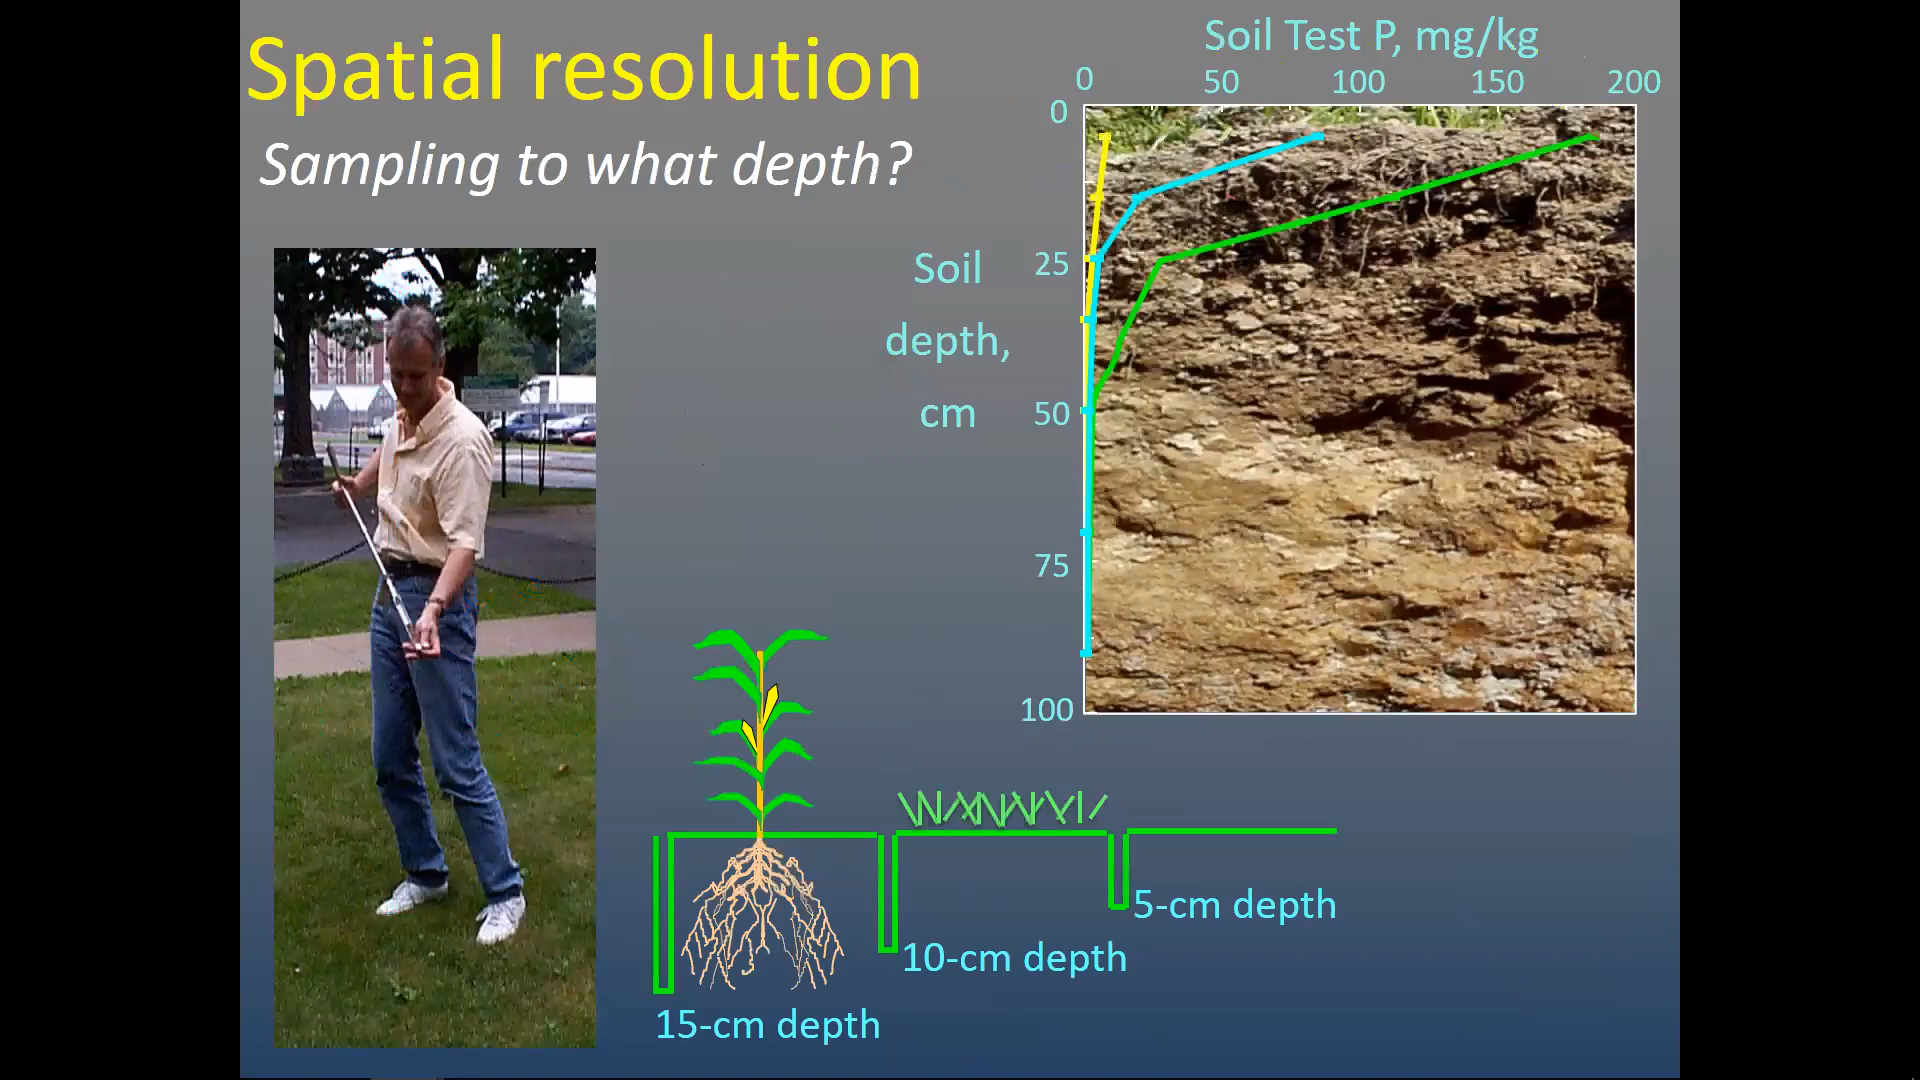 Spatial resolution
Sampling to what depth?
Soil Test P, mg/kg
0 50 100 150 200
0
25
50
75
100
Soil
depth,
cm
5-cm depth
10-cm depth
15-cm depth